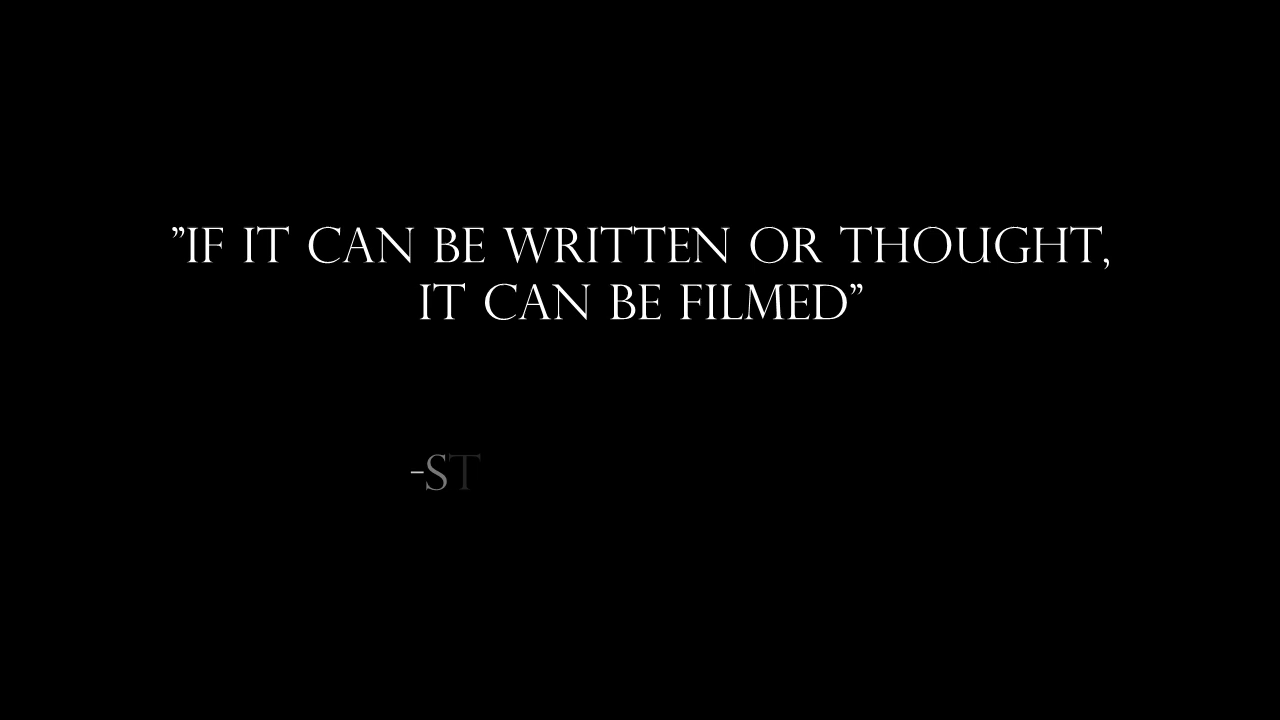 ”IF IT CAN BE WRITTEN OR THOUGHT,
IT CAN BE FILMED”
-ST